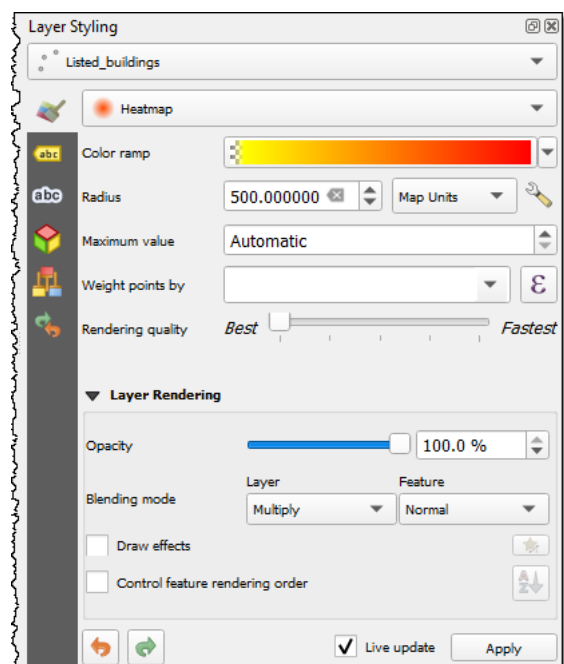 Layer Styling
Listed_buildings
Heatmap
abc
Color ramp
abc
Radius 500.000000 Map Units
Maximum value Automatic
Weight points by ε
Rendering quality Best Fastest
Layer Rendering
Opacity 100.0 %
Layer Feature
Blending mode Multiply Normal
Draw effects
Control feature rendering order
A
Z
Live update Apply